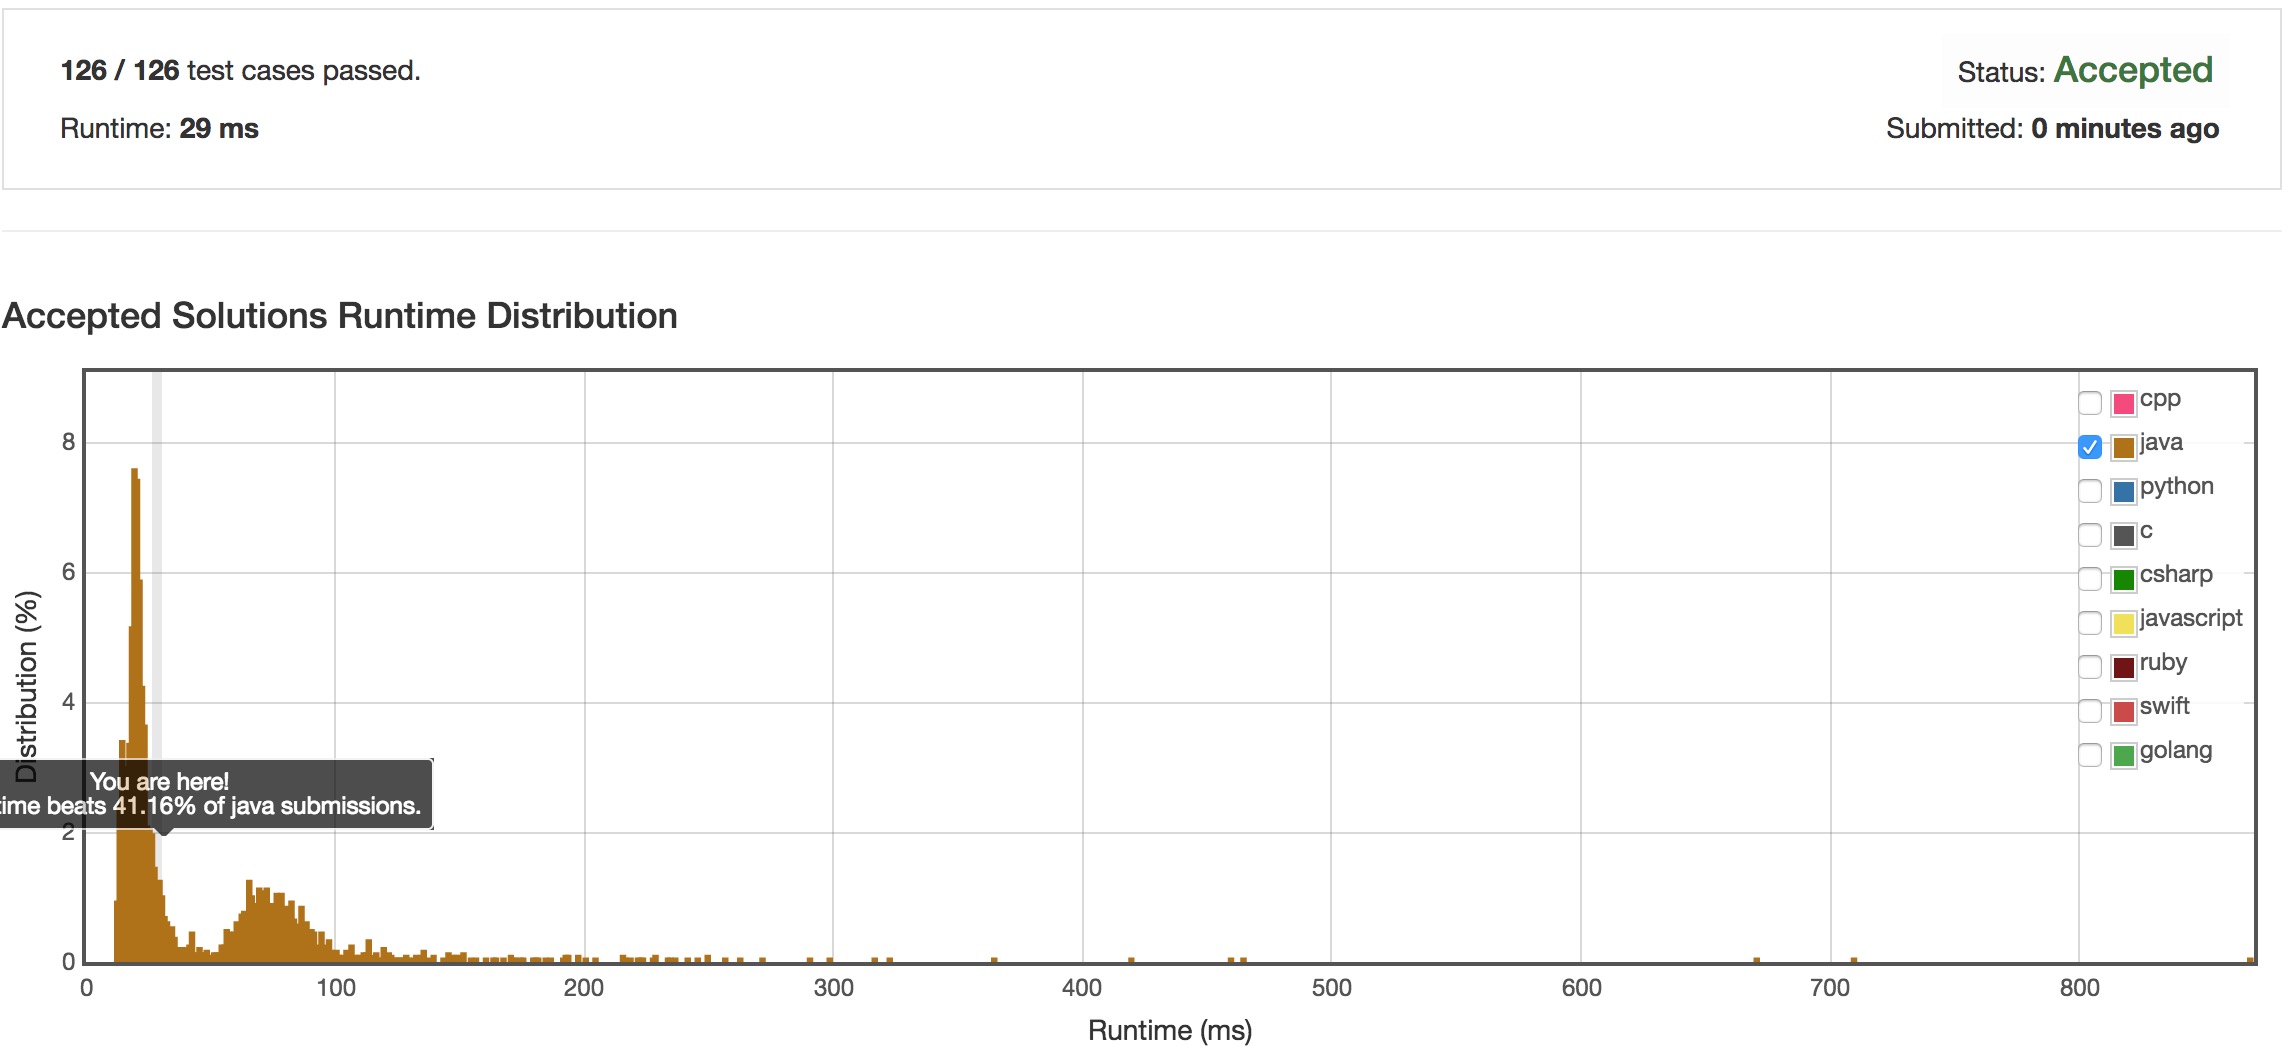 126 / 126 test cases passed.
Status: Accepted
Runtime: 29 ms
Submitted: 0 minutes ago
Accepted Solutions Runtime Distribution
cpp
java
python
c
csharp
javascript
ruby
swift
golang
Distribution (%)
8
6
4
2
0
You are here!
time beats 41.16% of java submissions.
0 100 200 300 400 500 600 700 800
Runtime (ms)